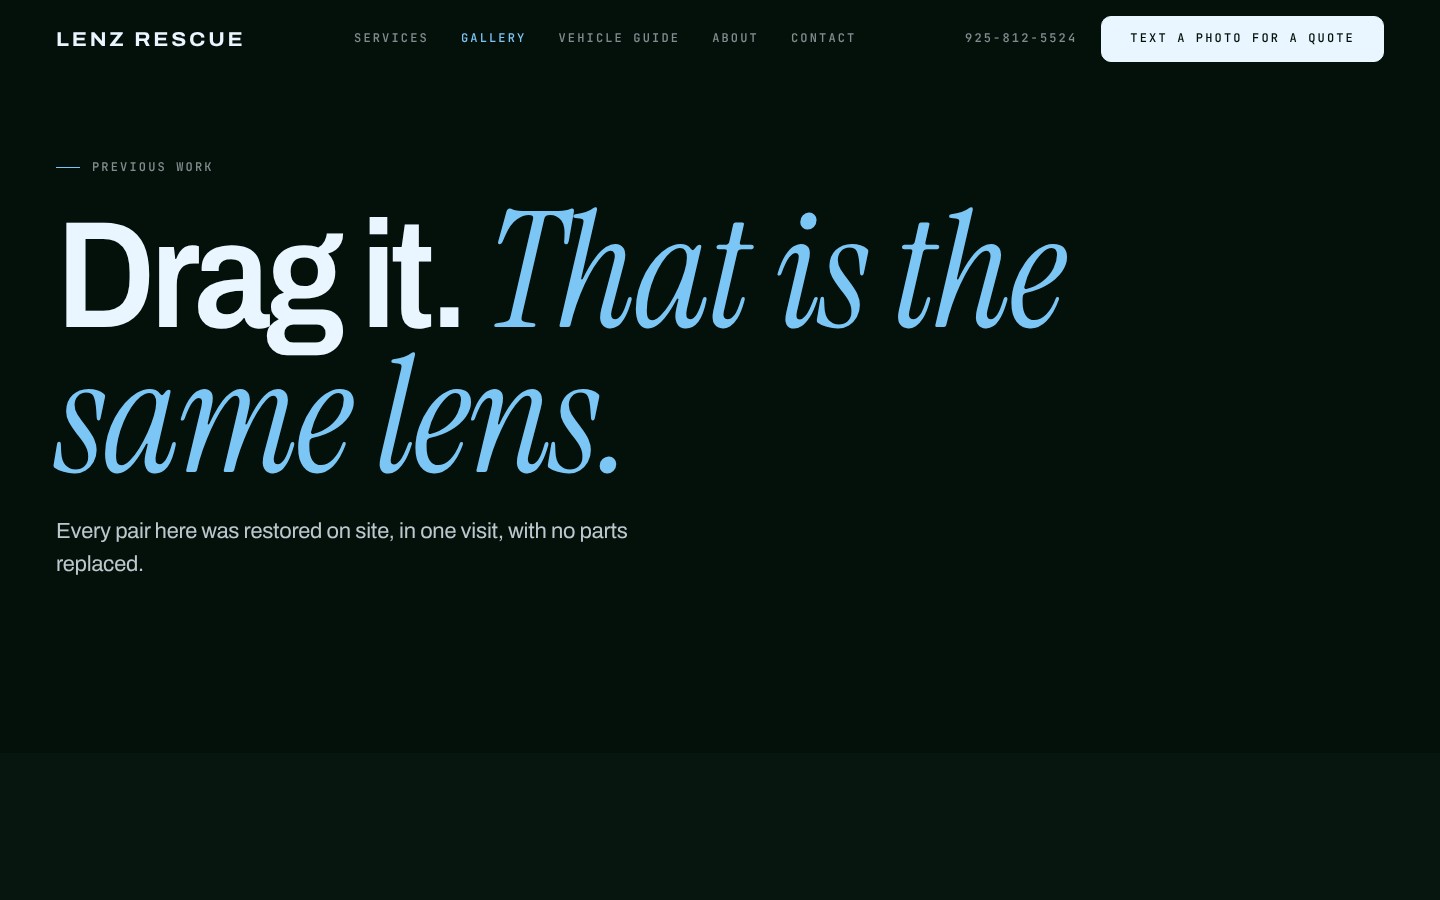 LENZ RESCUE
SERVICES
GALLERY
VEHICLE GUIDE
ABOUT
CONTACT
925-812-5524
TEXT A PHOTO FOR A QUOTE
PREVIOUS WORK
Drag it. That is the
same lens.
Every pair here was restored on site, in one visit, with no parts
replaced.